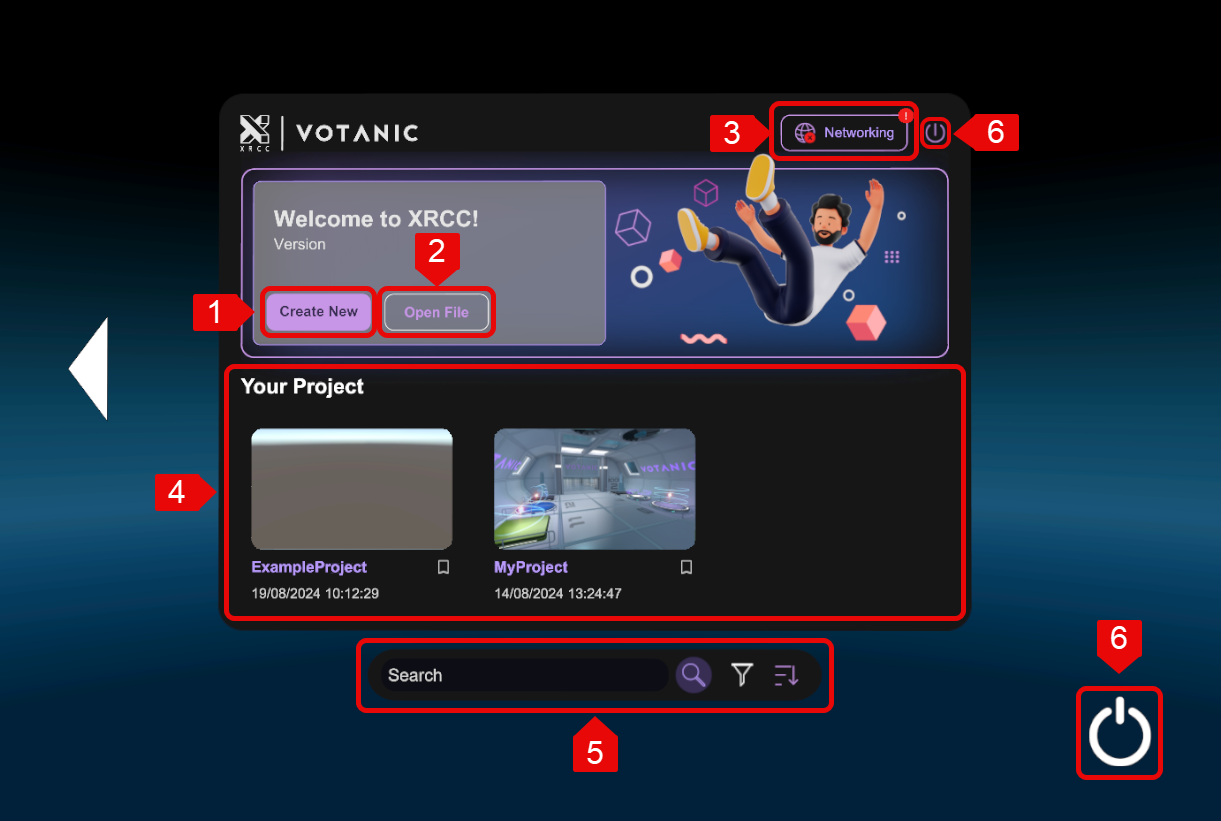 XRCC
VOTANIC
3
Networking
!
6
Welcome to XRCC!
Version
2
1
Create New
Open File
Your Project
4
VOTANIC
ExampleProject
MyProject
19/08/2024 10:12:29
14/08/2024 13:24:47
Search
5
6